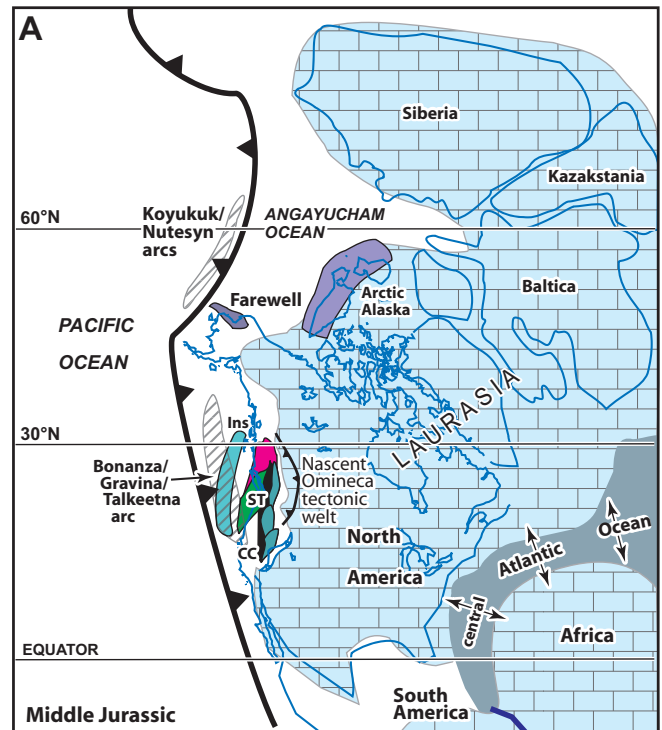 A
Siberia
Kazakstania
60°N
Koyukuk/
Nutesyn
arcs
ANGAYUCHAM
OCEAN
Farewell
Arctic
Alaska
Baltica
PACIFIC
OCEAN
LAURASIA
30°N
Ins
Bonanza/
Gravina/
Talkeetna
arc
ST
CC
Nascent
Omineca
tectonic
welt
North
America
central
Atlantic
Ocean
Africa
EQUATOR
South
America
Middle Jurassic